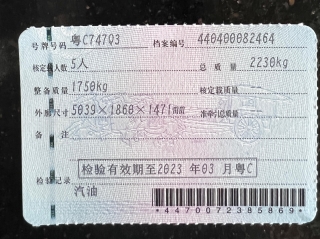 号牌号码 粤C747Q3 档案编号 440400082464
核定载人数 5人 总质量 2230kg
整备质量 1750kg 核定载质量
外廓尺寸 5039×1860×1471mm 准牵引总质量
备注
检验有效期至2023年03月粤C
检验记录
汽油
*4470072385869*